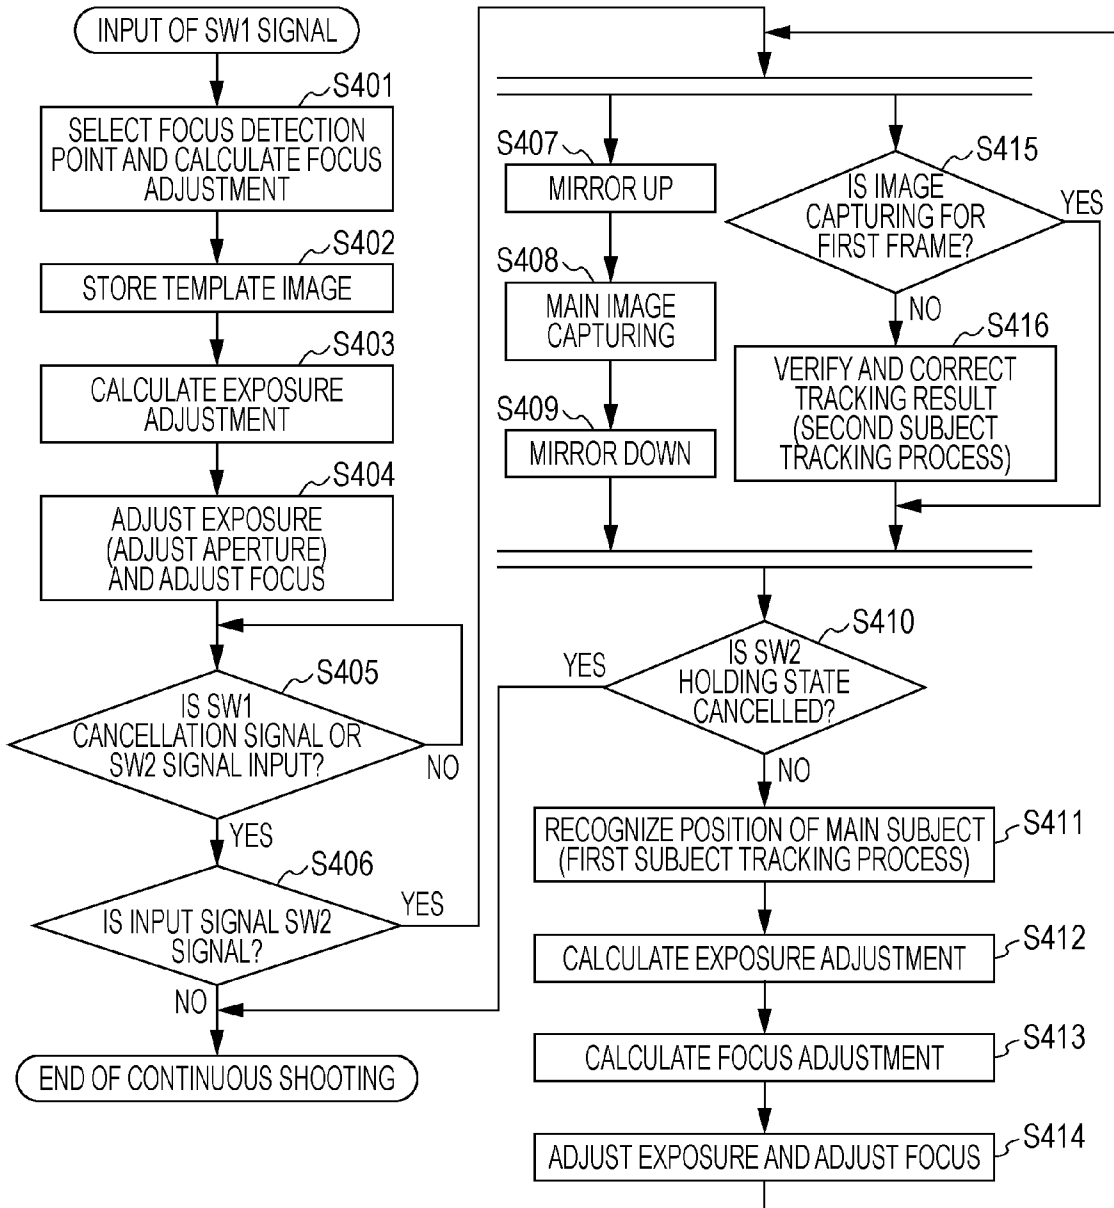 INPUT OF SW1 SIGNAL
S401
SELECT FOCUS DETECTION
POINT AND CALCULATE FOCUS
ADJUSTMENT
S402
STORE TEMPLATE IMAGE
S403
CALCULATE EXPOSURE
ADJUSTMENT
S404
ADJUST EXPOSURE
(ADJUST APERTURE)
AND ADJUST FOCUS
S405
IS SW1
CANCELLATION SIGNAL OR
SW2 SIGNAL INPUT?
NO
YES
S406
IS INPUT SIGNAL SW2
SIGNAL?
YES
NO
END OF CONTINUOUS SHOOTING
S407
MIRROR UP
S408
MAIN IMAGE
CAPTURING
S409
MIRROR DOWN
S415
IS IMAGE
CAPTURING FOR
FIRST FRAME?
YES
NO
S416
VERIFY AND CORRECT
TRACKING RESULT
(SECOND SUBJECT
TRACKING PROCESS)
S410
IS SW2
HOLDING STATE
CANCELLED?
YES
NO
S411
RECOGNIZE POSITION OF MAIN SUBJECT
(FIRST SUBJECT TRACKING PROCESS)
S412
CALCULATE EXPOSURE ADJUSTMENT
S413
CALCULATE FOCUS ADJUSTMENT
S414
ADJUST EXPOSURE AND ADJUST FOCUS